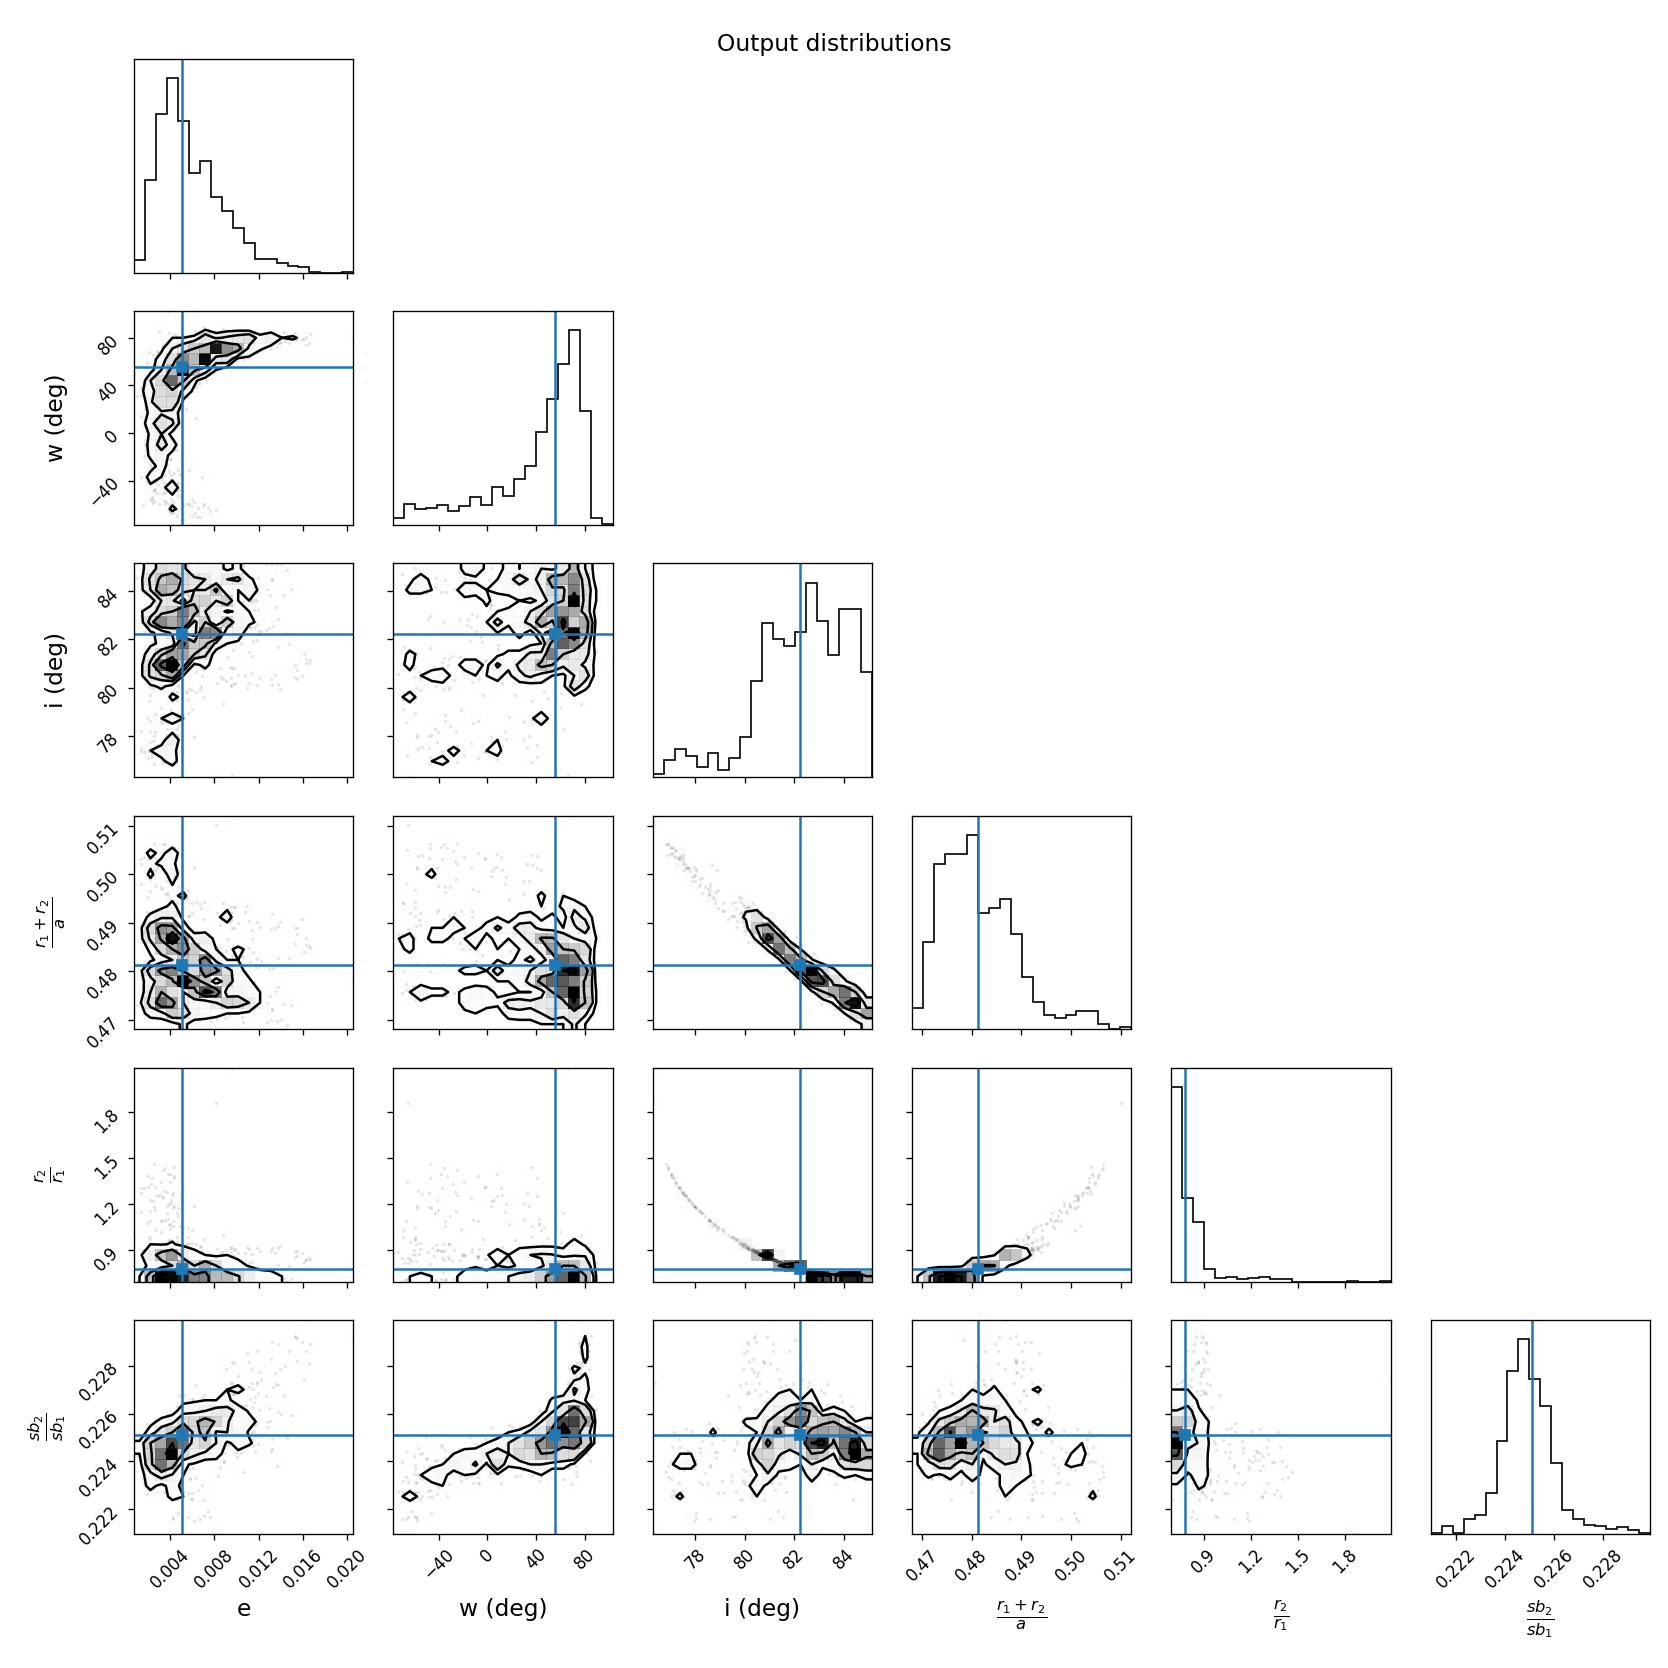 Output distributions
w (deg)
80
40
0
−40
i (deg)
84
82
80
78
r₁ + r₂
a
0.51
0.50
0.49
0.48
0.47
r₂
r₁
1.8
1.5
1.2
0.9
sb₂
sb₁
0.228
0.226
0.224
0.222
0.004 0.008 0.012 0.016 0.020 −40 0 40 80 78 80 82 84 0.47 0.48 0.49 0.50 0.51 0.9 1.2 1.5 1.8 0.222 0.224 0.226 0.228
e w (deg) i (deg) r₁ + r₂ r₂ sb₂
a r₁ sb₁